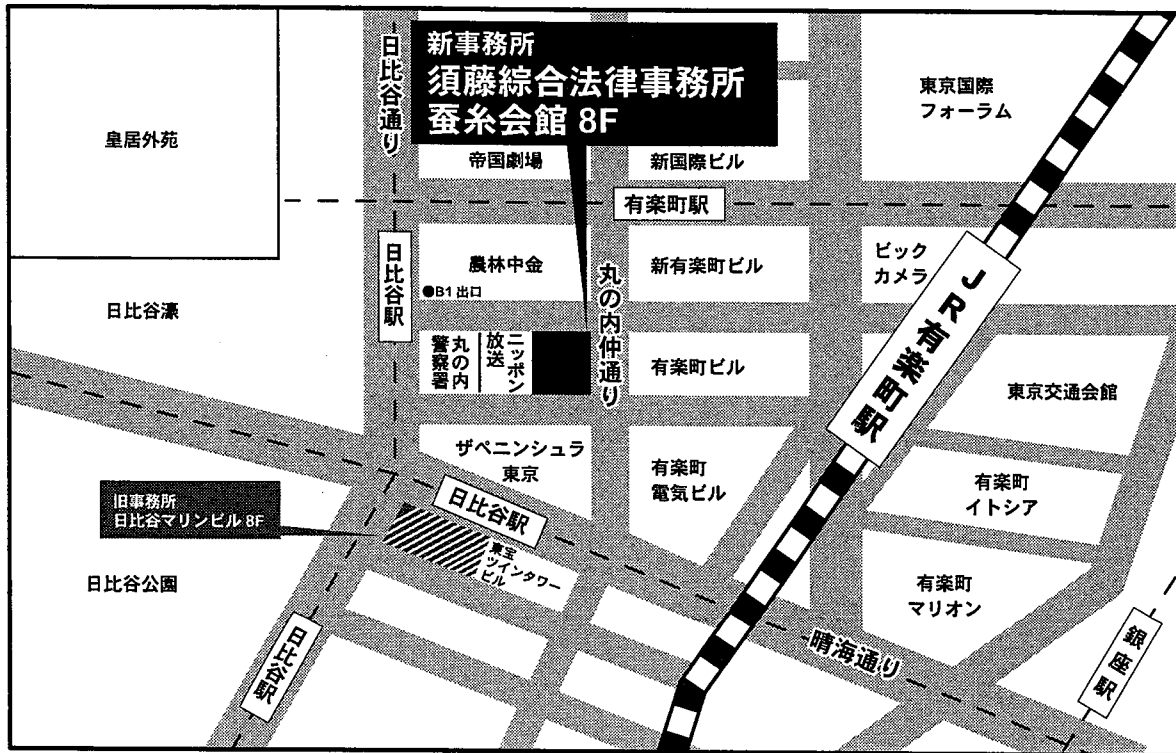 新事務所
須藤綜合法律事務所
蚕糸会館 8F
日比谷通り
東京国際
フォーラム
皇居外苑
帝国劇場
新国際ビル
有楽町駅
日比谷駅
農林中金
●B1 出口
丸の内仲通り
新有楽町ビル
ビック
カメラ
JR有楽町駅
日比谷濠
丸の内
警察署
ニッポン
放送
有楽町ビル
東京交通会館
ザペニンシュラ
東京
有楽町
電気ビル
有楽町
イトシア
旧事務所
日比谷マリンビル 8F
日比谷駅
東宝
ツインタワー
ビル
日比谷公園
有楽町
マリオン
日比谷駅
晴海通り
銀座駅